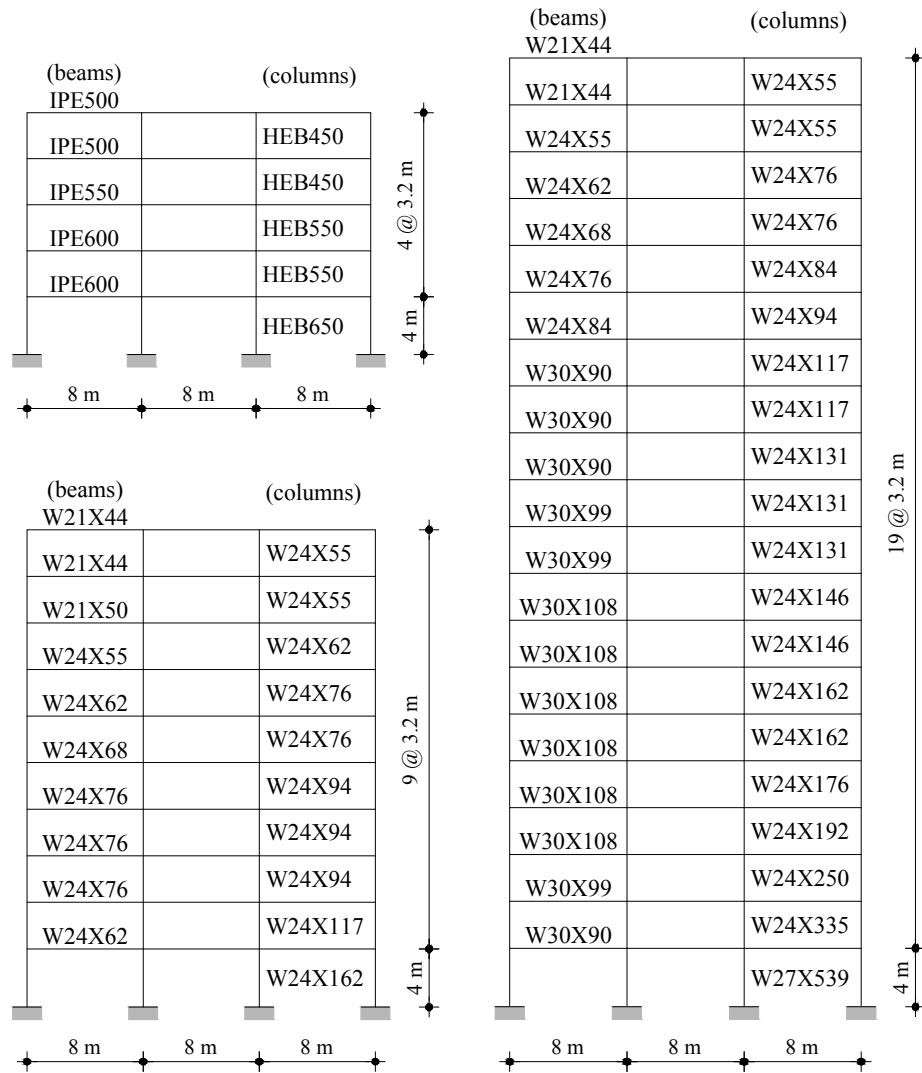 (beams)
(columns)
IPE500
IPE500
HEB450
IPE550
HEB450
IPE600
HEB550
IPE600
HEB550
HEB650
4 @ 3.2 m
4 m
8 m
8 m
8 m
(beams)
(columns)
W21X44
W21X44
W24X55
W21X50
W24X55
W24X55
W24X62
W24X62
W24X76
W24X68
W24X76
W24X76
W24X94
W24X76
W24X94
W24X76
W24X94
W24X62
W24X117
W24X162
9 @ 3.2 m
4 m
8 m
8 m
8 m
(beams)
(columns)
W21X44
W21X44
W24X55
W24X55
W24X55
W24X62
W24X76
W24X68
W24X76
W24X76
W24X84
W24X84
W24X94
W30X90
W24X117
W30X90
W24X117
W30X90
W24X131
W30X99
W24X131
W30X99
W24X131
W30X108
W24X146
W30X108
W24X146
W30X108
W24X162
W30X108
W24X162
W30X108
W24X176
W30X108
W24X192
W30X99
W24X250
W30X90
W24X335
W27X539
19 @ 3.2 m
4 m
8 m
8 m
8 m